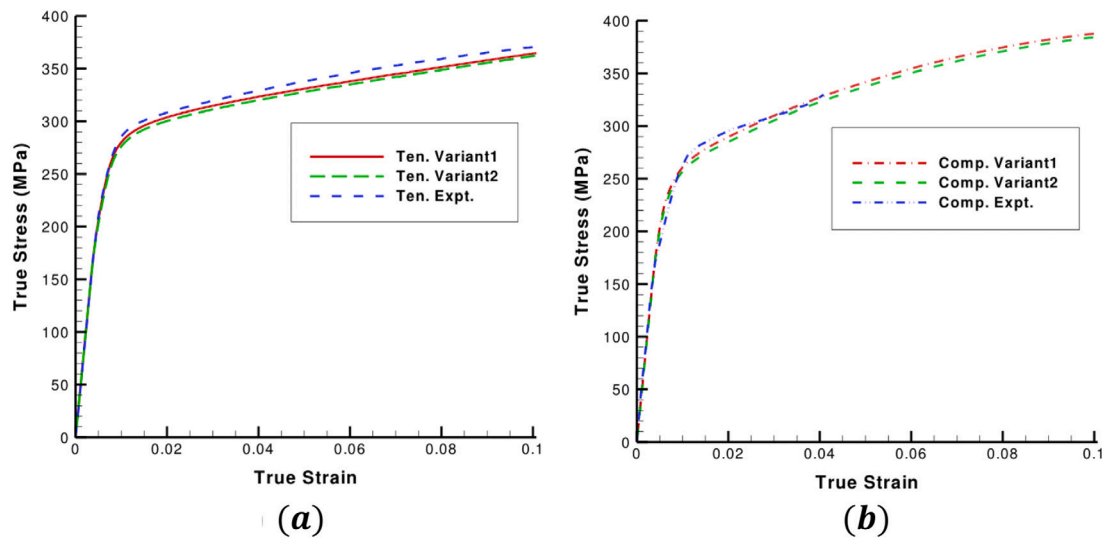 400
350
300
250
200
150
100
50
0
True Stress (MPa)
0 0.02 0.04 0.06 0.08 0.1
True Strain
Ten. Variant1
Ten. Variant2
Ten. Expt.
(a)
400
350
300
250
200
150
100
50
0
True Stress (MPa)
0 0.02 0.04 0.06 0.08 0.1
True Strain
Comp. Variant1
Comp. Variant2
Comp. Expt.
(b)